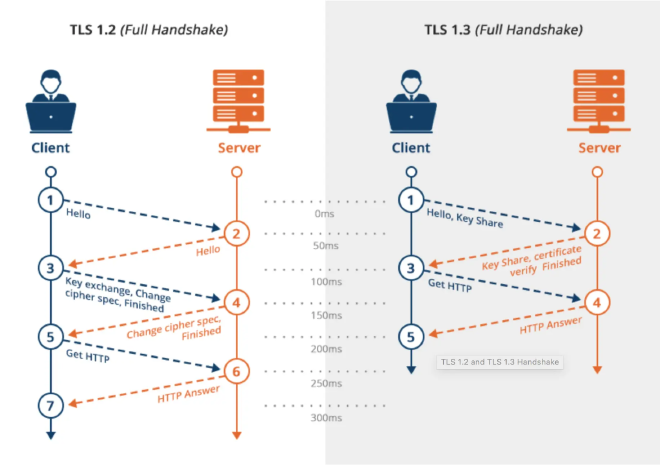 TLS 1.2 (Full Handshake)
Client
Server
1
Hello
2
Hello
3
Key exchange, Change
cipher spec, Finished
4
Change cipher spec,
Finished
5
Get HTTP
6
HTTP Answer
7
0ms
50ms
100ms
150ms
200ms
250ms
300ms
TLS 1.3 (Full Handshake)
Client
Server
1
Hello, Key Share
2
Key Share, certificate
verify Finished
3
Get HTTP
4
HTTP Answer
5
TLS 1.2 and TLS 1.3 Handshake